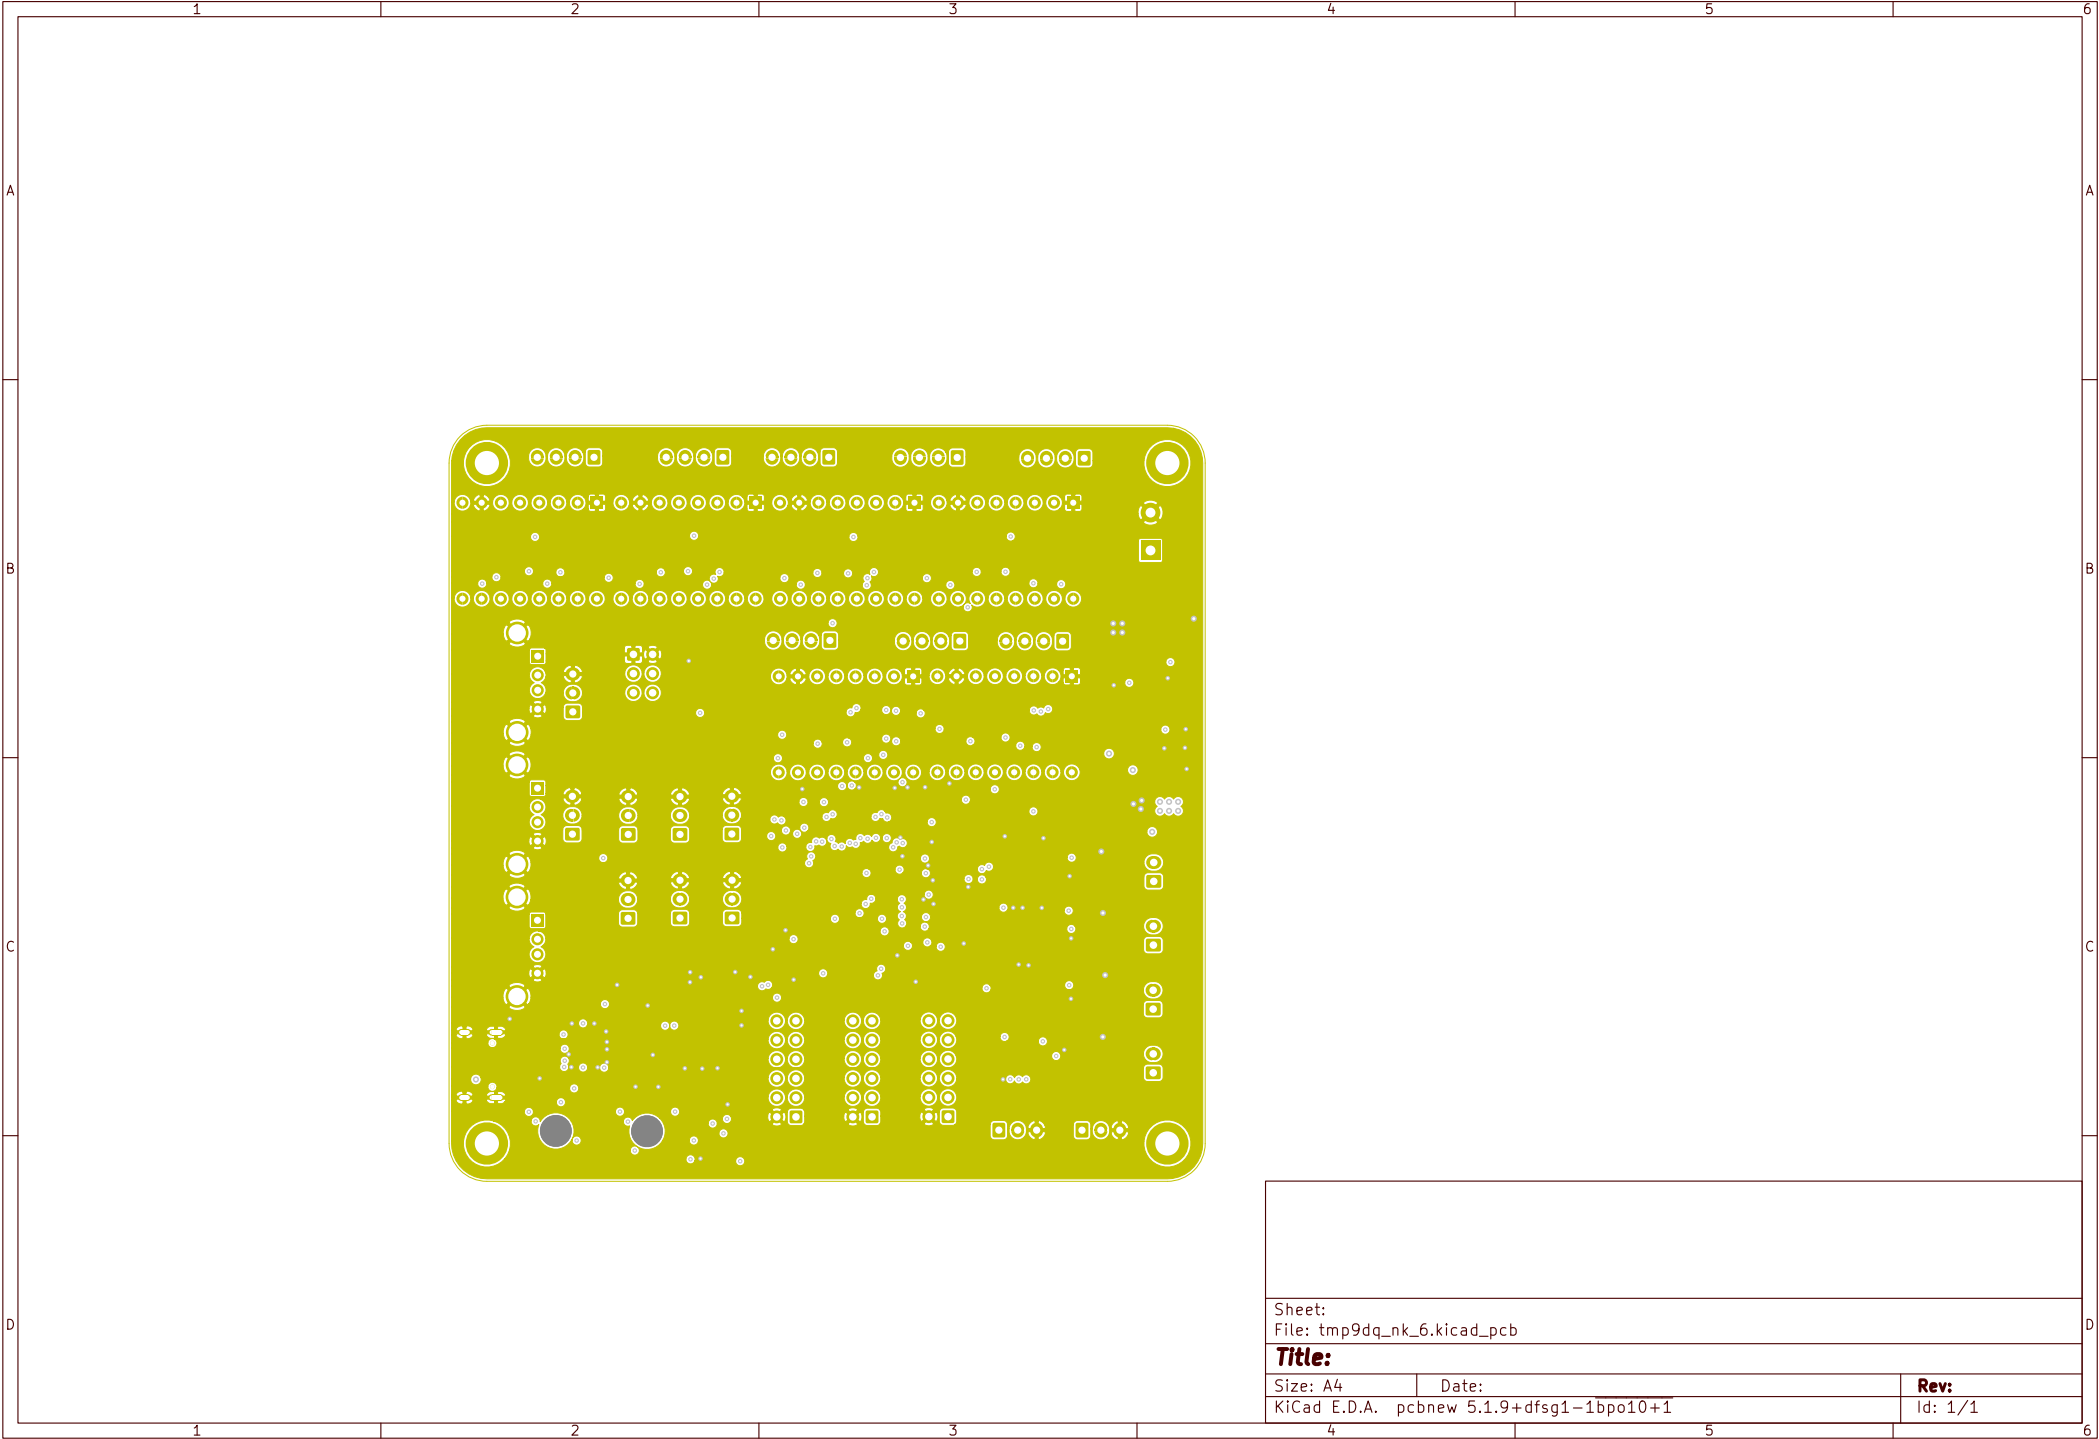 1 2 3 4 5 6
A A
B B
C C
D D
Sheet:
File: tmp9dq_nk_6.kicad_pcb
Title:
Size: A4 Date: Rev:
KiCad E.D.A. pcbnew 5.1.9+dfsg1-1bpo10+1 Id: 1/1
1 2 3 4 5 6